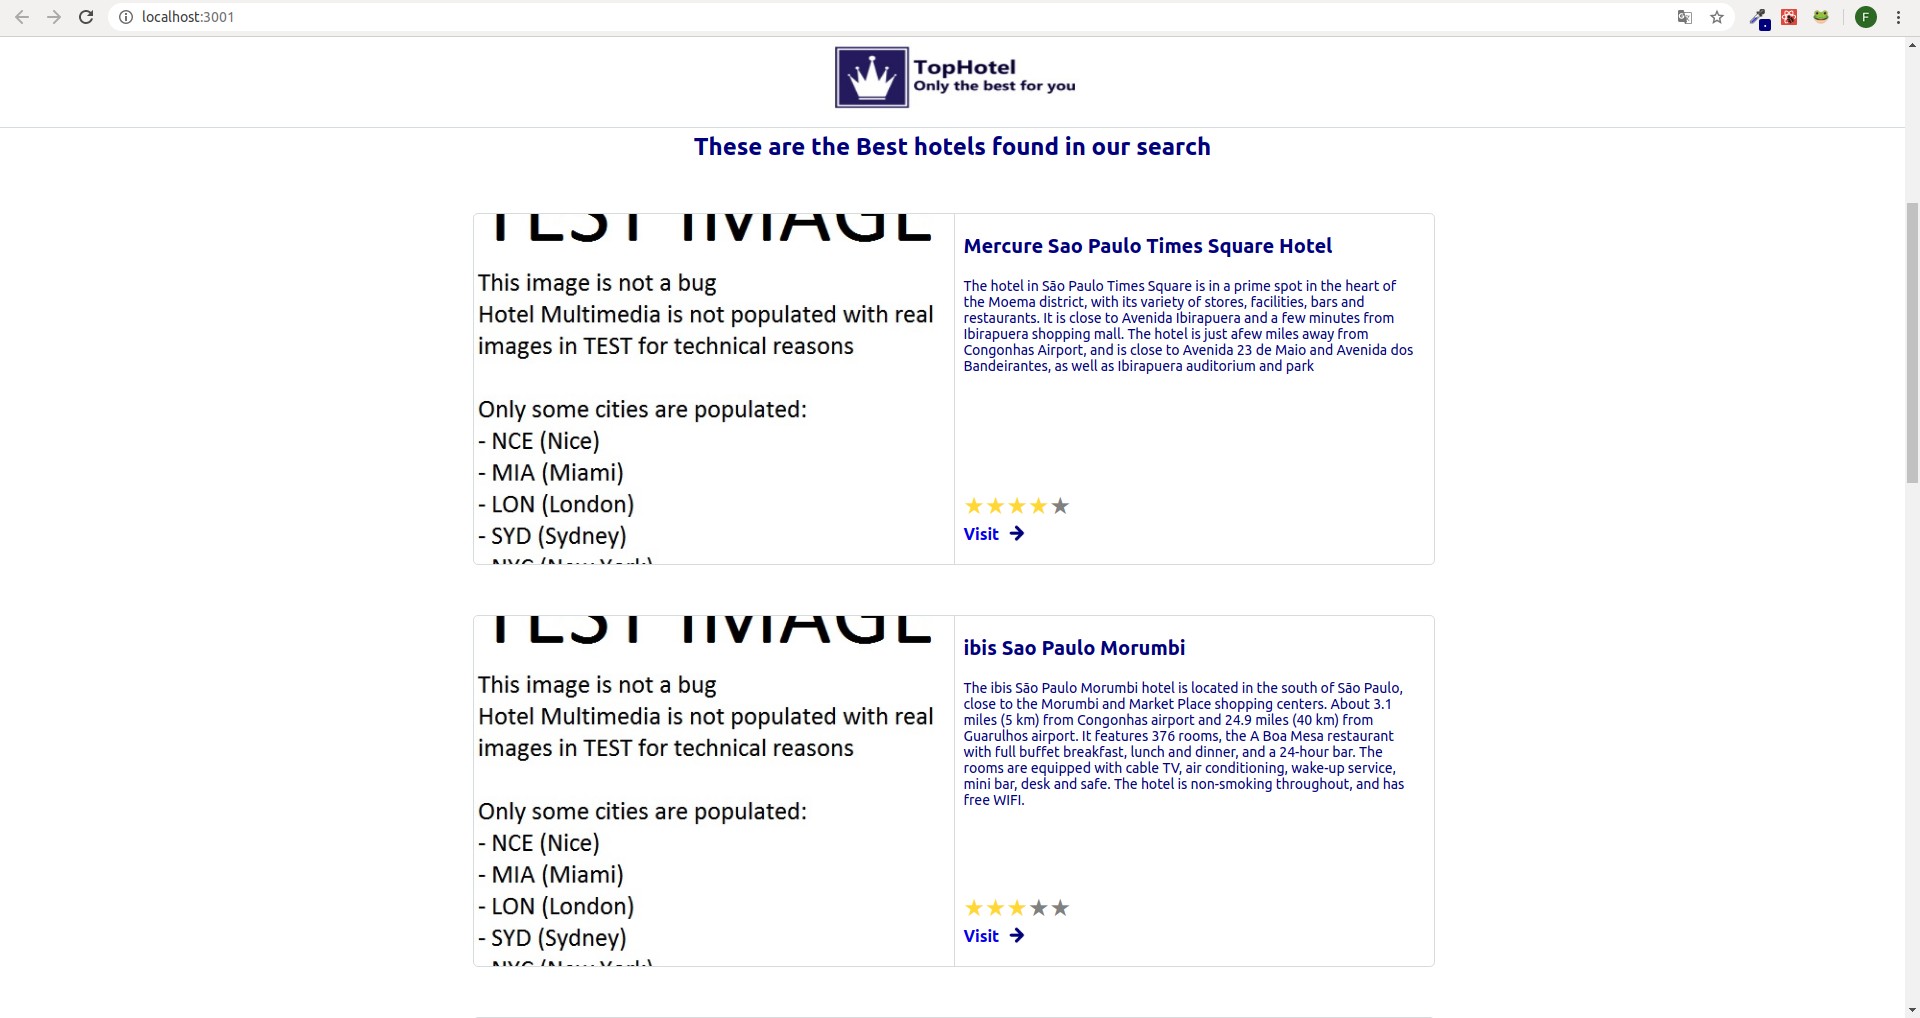 localhost:3001
F
TopHotel
Only the best for you
These are the Best hotels found in our search
TEST IMAGE
This image is not a bug
Hotel Multimedia is not populated with real
images in TEST for technical reasons
Only some cities are populated:
- NCE (Nice)
- MIA (Miami)
- LON (London)
- SYD (Sydney)
- NYC (New York)
Mercure Sao Paulo Times Square Hotel
The hotel in São Paulo Times Square is in a prime spot in the heart of
the Moema district, with its variety of stores, facilities, bars and
restaurants. It is close to Avenida Ibirapuera and a few minutes from
Ibirapuera shopping mall. The hotel is just afew miles away from
Congonhas Airport, and is close to Avenida 23 de Maio and Avenida dos
Bandeirantes, as well as Ibirapuera auditorium and park
Visit
TEST IMAGE
This image is not a bug
Hotel Multimedia is not populated with real
images in TEST for technical reasons
Only some cities are populated:
- NCE (Nice)
- MIA (Miami)
- LON (London)
- SYD (Sydney)
- NYC (New York)
ibis Sao Paulo Morumbi
The ibis São Paulo Morumbi hotel is located in the south of São Paulo,
close to the Morumbi and Market Place shopping centers. About 3.1
miles (5 km) from Congonhas airport and 24.9 miles (40 km) from
Guarulhos airport. It features 376 rooms, the A Boa Mesa restaurant
with full buffet breakfast, lunch and dinner, and a 24-hour bar. The
rooms are equipped with cable TV, air conditioning, wake-up service,
mini bar, desk and safe. The hotel is non-smoking throughout, and has
free WIFI.
Visit